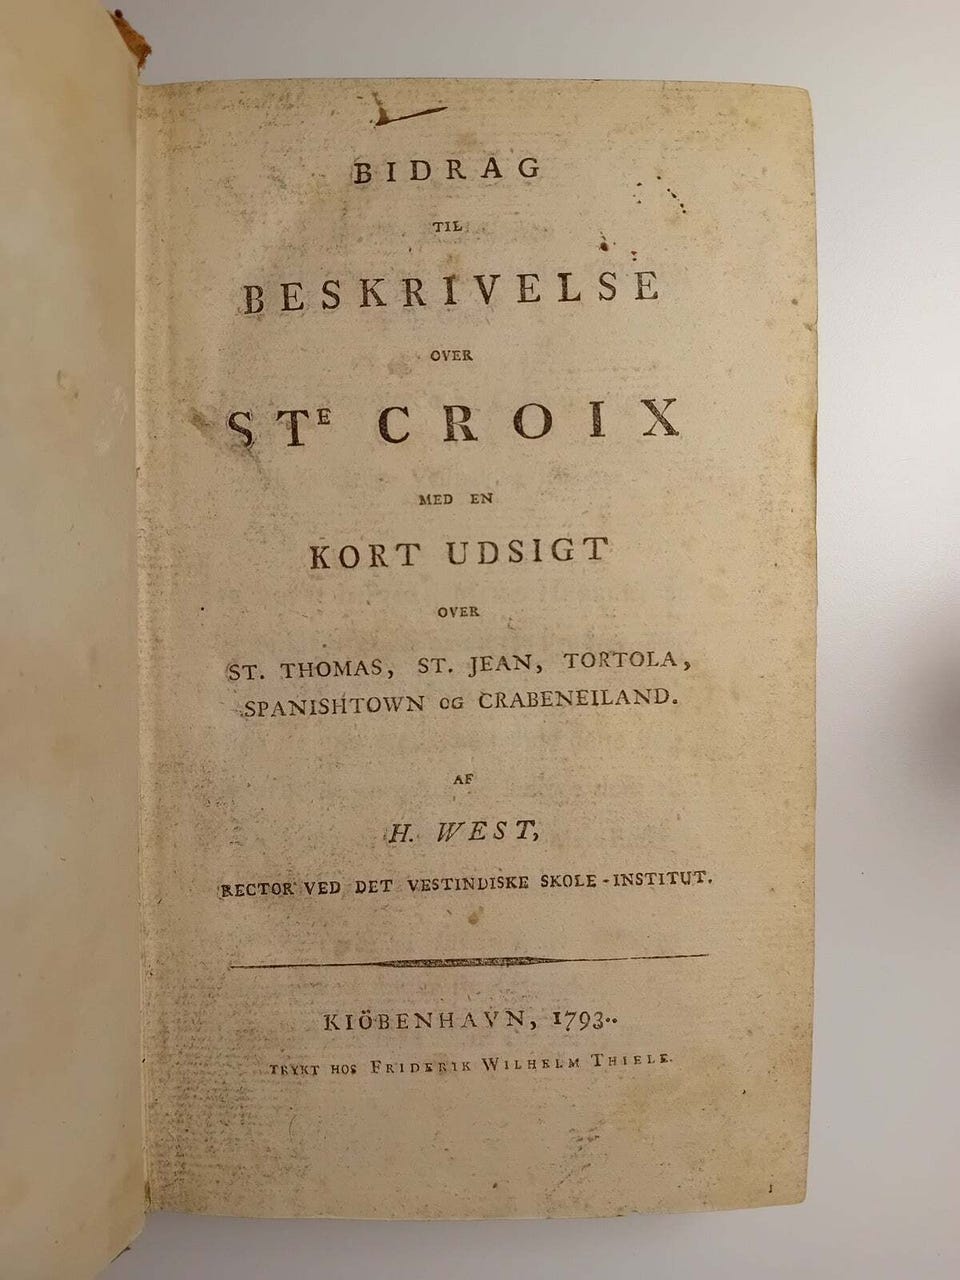 BIDRAG
TIL
BESKRIVELSE
OVER
STE CROIX
MED EN
KORT UDSIGT
OVER
ST. THOMAS, ST. JEAN, TORTOLA,
SPANISHTOWN OG CRABENEILAND.
AF
H. WEST,
RECTOR VED DET VESTINDISKE SKOLE-INSTITUT.
KIÖBENHAVN, 1793.
TRYKT HOS FRIDERIK WILHELM THIELE.